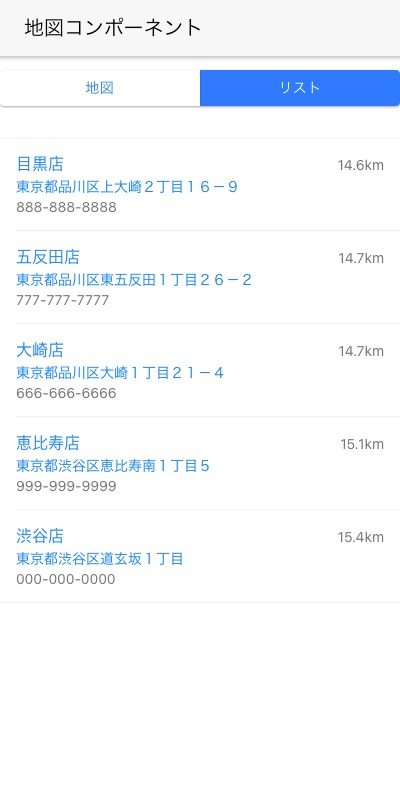 地図コンポーネント
地図 リスト
目黒店 14.6km
東京都品川区上大崎２丁目１６－９
888-888-8888
五反田店 14.7km
東京都品川区東五反田１丁目２６－２
777-777-7777
大崎店 14.7km
東京都品川区大崎１丁目２１－４
666-666-6666
恵比寿店 15.1km
東京都渋谷区恵比寿南１丁目５
999-999-9999
渋谷店 15.4km
東京都渋谷区道玄坂１丁目
000-000-0000